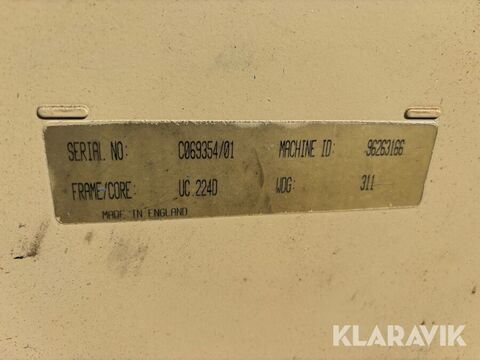 SERIAL NO: C069354/01 MACHINE ID: 96263166
FRAME/CORE: UC 224D WDG: 311
MADE IN ENGLAND
KLARAVIK